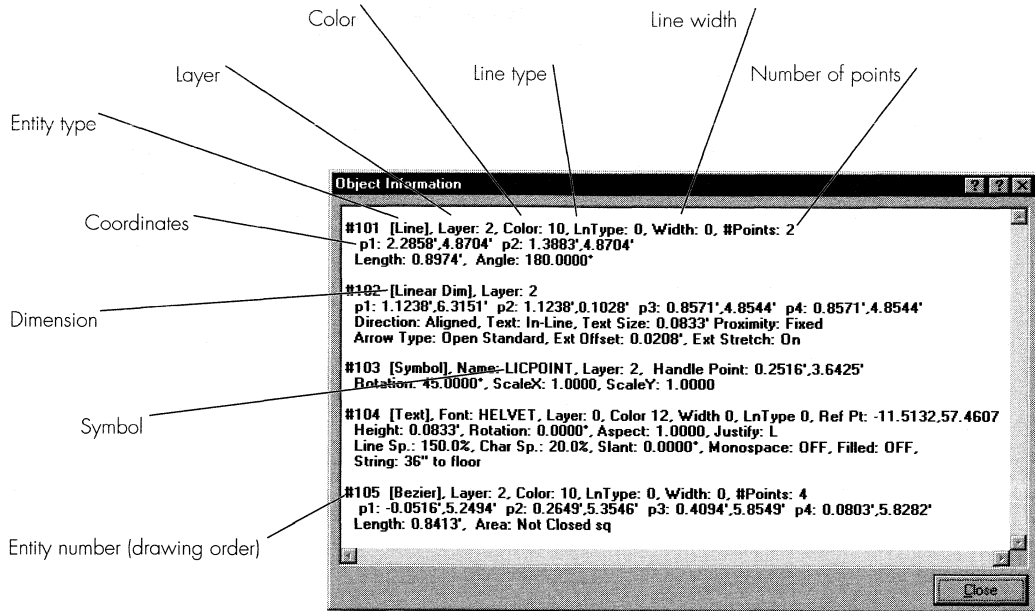 Color
Line width
Layer
Line type
Number of points
Entity type
Coordinates
Dimension
Symbol
Entity number (drawing order)
Object Information
#101 [Line], Layer: 2, Color: 10, LnType: 0, Width: 0, #Points: 2
p1: 2.2858',4.8704' p2: 1.3883',4.8704'
Length: 0.8974', Angle: 180.0000°
#102 [Linear Dim], Layer: 2
p1: 1.1238',6.3151' p2: 1.1238',0.1028' p3: 0.8571',4.8544' p4: 0.8571',4.8544'
Direction: Aligned, Text: In-Line, Text Size: 0.0833' Proximity: Fixed
Arrow Type: Open Standard, Ext Offset: 0.0208', Ext Stretch: On
#103 [Symbol], Name: LICPOINT, Layer: 2, Handle Point: 0.2516',3.6425'
Rotation: 45.0000°, ScaleX: 1.0000, ScaleY: 1.0000
#104 [Text], Font: HELVET, Layer: 0, Color 12, Width 0, LnType 0, Ref Pt: -11.5132,57.4607
Height: 0.0833', Rotation: 0.0000°, Aspect: 1.0000, Justify: L
Line Sp.: 150.0%, Char Sp.: 20.0%, Slant: 0.0000°, Monospace: OFF, Filled: OFF,
String: 36" to floor
#105 [Bezier], Layer: 2, Color: 10, LnType: 0, Width: 0, #Points: 4
p1: -0.0516',5.2494' p2: 0.2649',5.3546' p3: 0.4094',5.8549' p4: 0.0803',5.8282'
Length: 0.8413', Area: Not Closed sq
Close